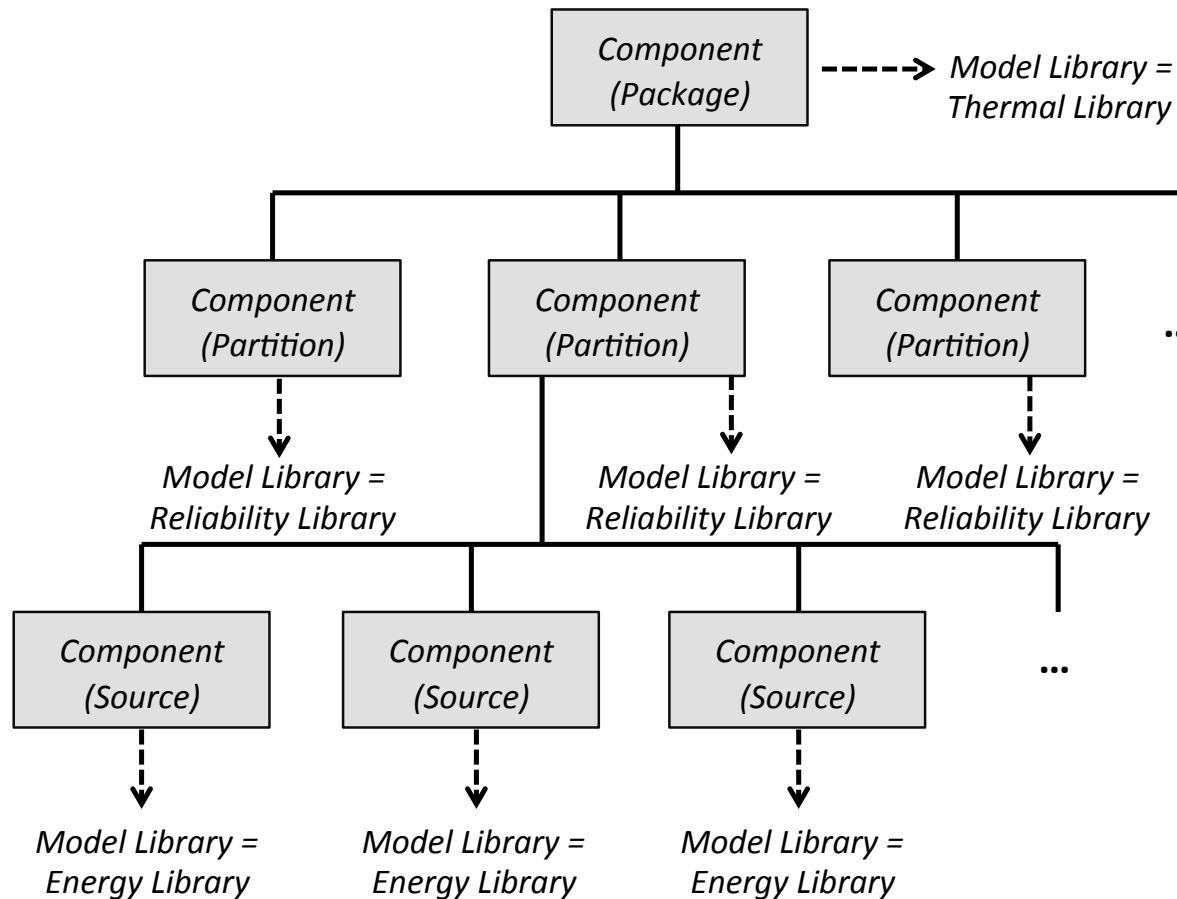 Component
(Package)
Model Library =
Thermal Library
Component
(Partition)
Component
(Partition)
Component
(Partition)
..
Model Library =
Reliability Library
Model Library =
Reliability Library
Model Library =
Reliability Library
Component
(Source)
Component
(Source)
Component
(Source)
...
Model Library =
Energy Library
Model Library =
Energy Library
Model Library =
Energy Library